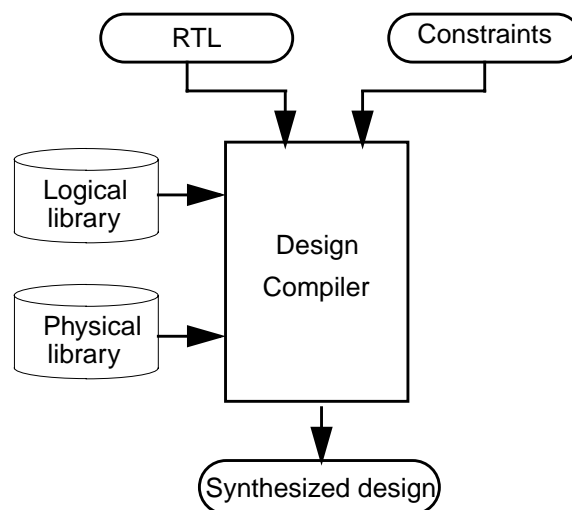 RTL
Constraints
Logical
library
Design
Compiler
Physical
library
Synthesized design